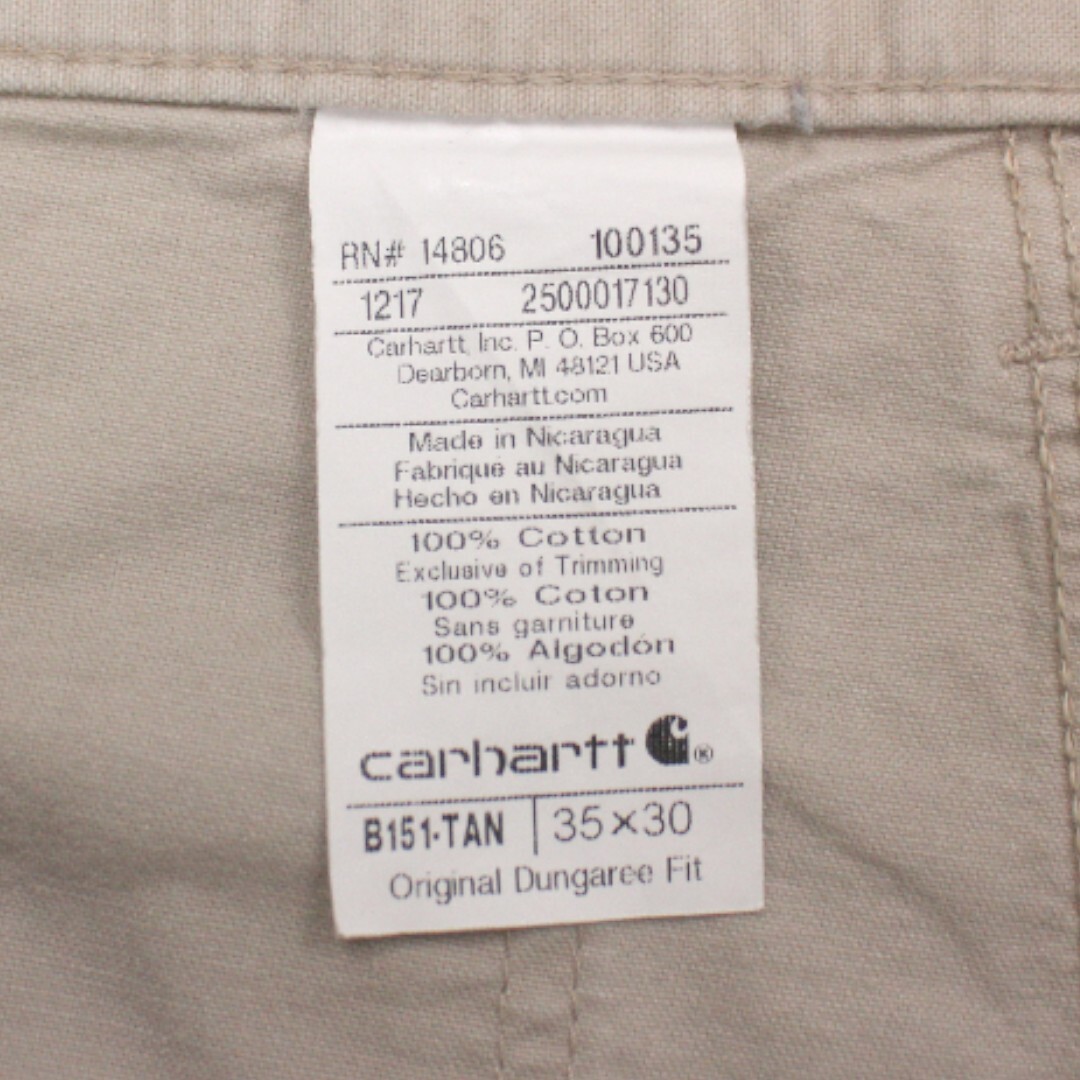 RN# 14806 100135
1217 2500017130
Carhartt, Inc. P. O. Box 600
Dearborn, MI 48121 USA
Carhartt.com
Made in Nicaragua
Fabriqué au Nicaragua
Hecho en Nicaragua
100% Cotton
Exclusive of Trimming
100% Coton
Sans garniture
100% Algodón
Sin incluir adorno
carhartt ®
B151-TAN 35×30
Original Dungaree Fit